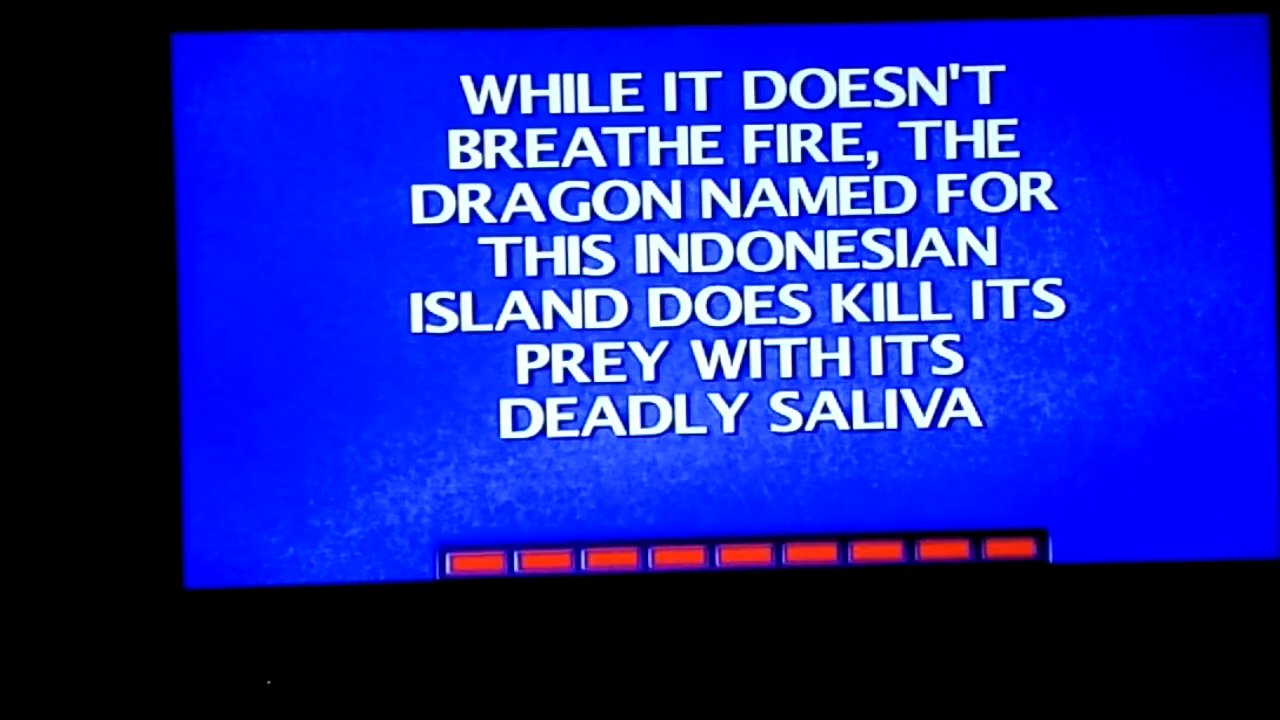 WHILE IT DOESN'T
BREATHE FIRE, THE
DRAGON NAMED FOR
THIS INDONESIAN
ISLAND DOES KILL ITS
PREY WITH ITS
DEADLY SALIVA